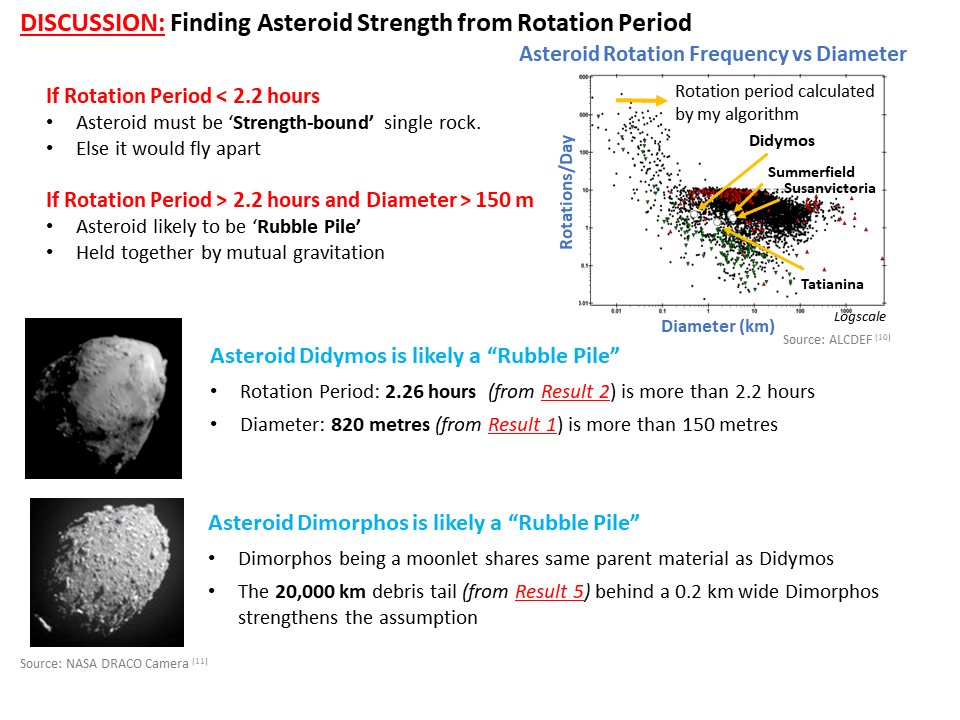 DISCUSSION: Finding Asteroid Strength from Rotation Period
Asteroid Rotation Frequency vs Diameter
If Rotation Period < 2.2 hours
• Asteroid must be ‘Strength-bound’ single rock.
• Else it would fly apart
If Rotation Period > 2.2 hours and Diameter > 150 m
• Asteroid likely to be ‘Rubble Pile’
• Held together by mutual gravitation
Rotations/Day
000
000
100
10
1
0.1
.01
Rotation period calculated
by my algorithm
Didymos
Summerfield
Susanvictoria
Tatianina
0.01 0.1 1 10 100 1000
Logscale
Diameter (km)
Source: ALCDEF [10]
Asteroid Didymos is likely a “Rubble Pile”
• Rotation Period: 2.26 hours (from Result 2) is more than 2.2 hours
• Diameter: 820 metres (from Result 1) is more than 150 metres
Asteroid Dimorphos is likely a “Rubble Pile”
• Dimorphos being a moonlet shares same parent material as Didymos
• The 20,000 km debris tail (from Result 5) behind a 0.2 km wide Dimorphos
strengthens the assumption
Source: NASA DRACO Camera [11]